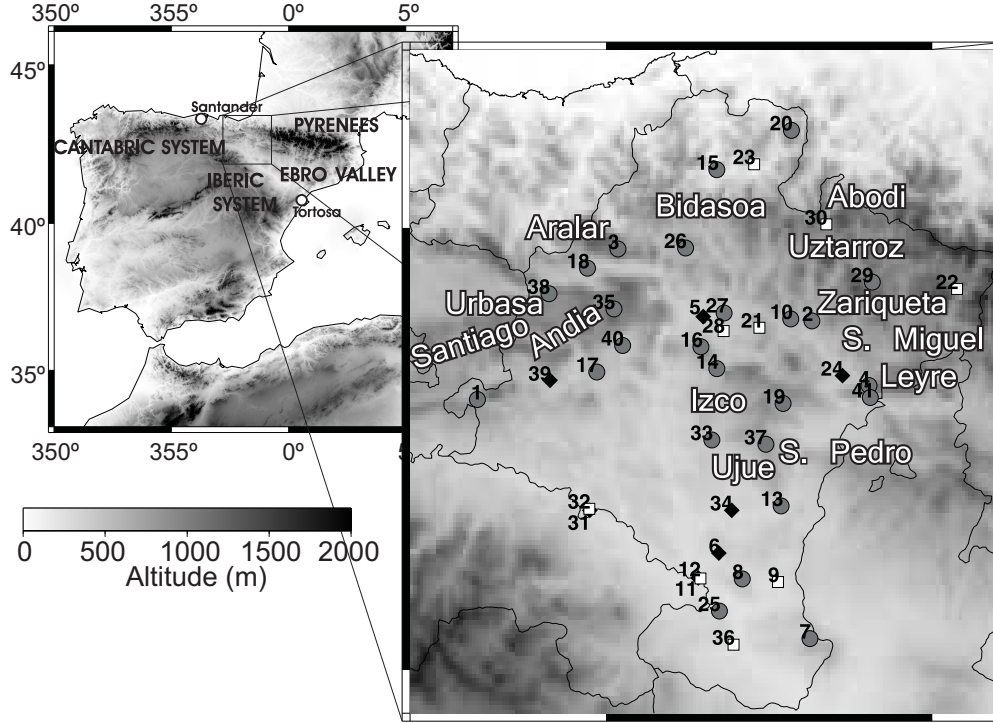 350º 355º 0º 5º
45º
40º
35º
350º 355º 0º 5
Santander
PYRENEES
CANTABRIC SYSTEM
EBRO VALLEY
IBERIC
SYSTEM
Tortosa
0 500 1000 1500 2000
Altitude (m)
20
15 23
Abodi
Bidasoa
30
Aralar
3 26
Uztarroz
18
29 22
38
Urbasa
35
Zariqueta
5 27
28 21 10 2
Santiago
Andia
40 16
S. Miguel
14
17
39
24 4
Leyre
41
1
Izco
19
33 37
S. Pedro
Ujue
32
31
34 13
6
12
11
8 9
25
36
7